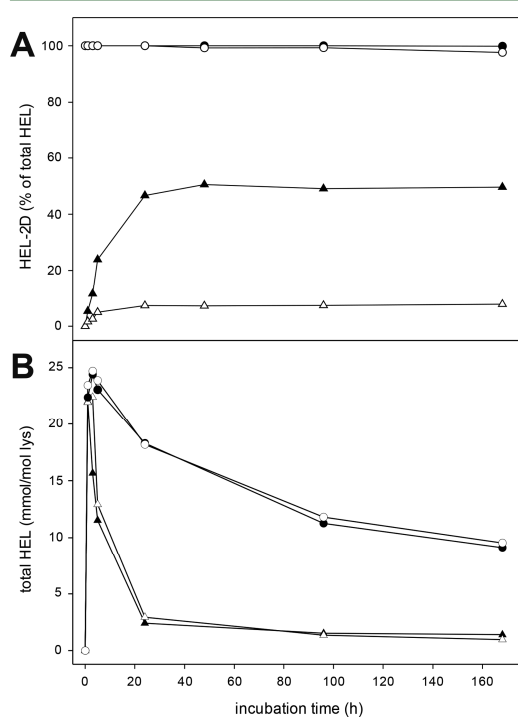 A
HEL-2D (% of total HEL)
100
80
60
40
20
0
B
total HEL (mmol/mol lys)
25
20
15
10
5
0
0 20 40 60 80 100 120 140 160
incubation time (h)